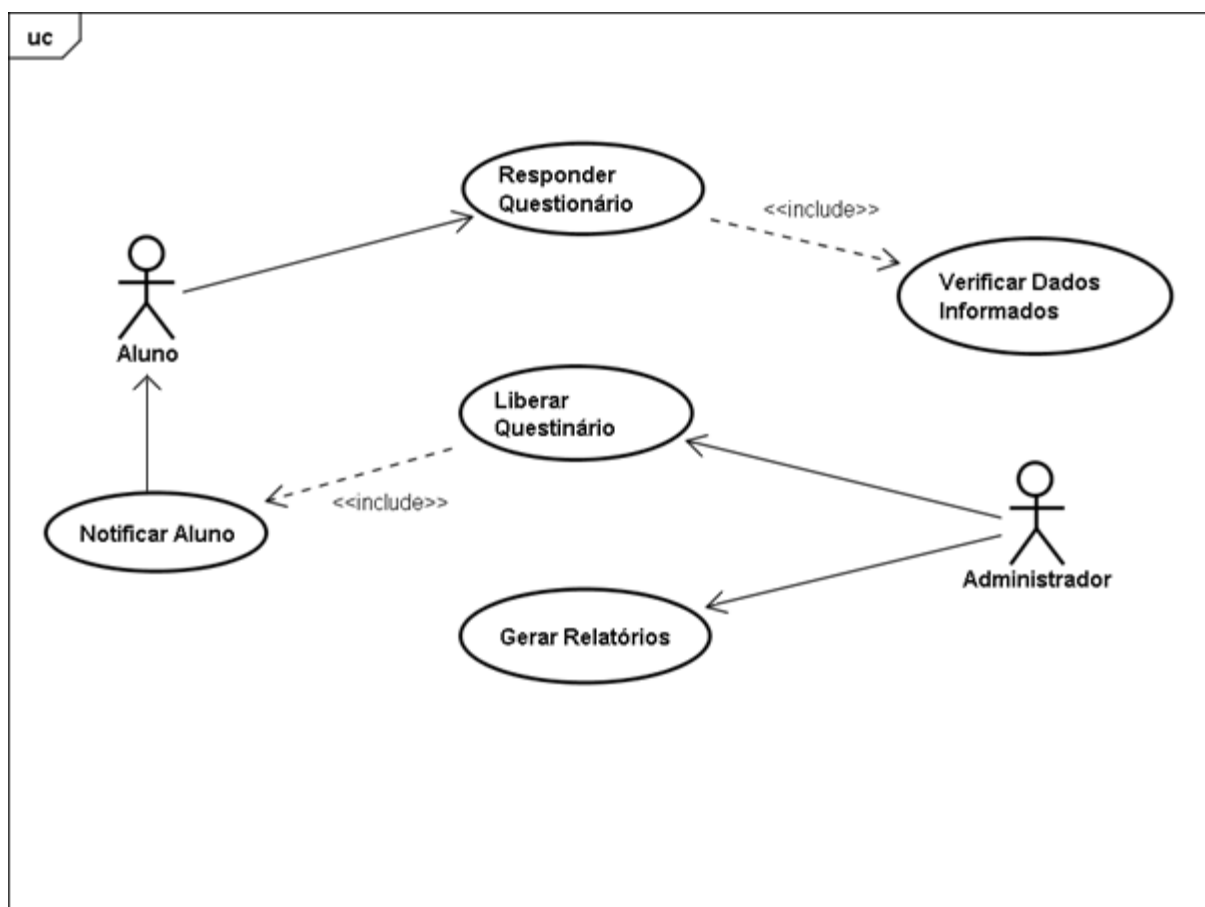 uc
Responder
Questionário
<<include>>
Verificar Dados
Informados
Aluno
Liberar
Questinário
<<include>>
Notificar Aluno
Administrador
Gerar Relatórios